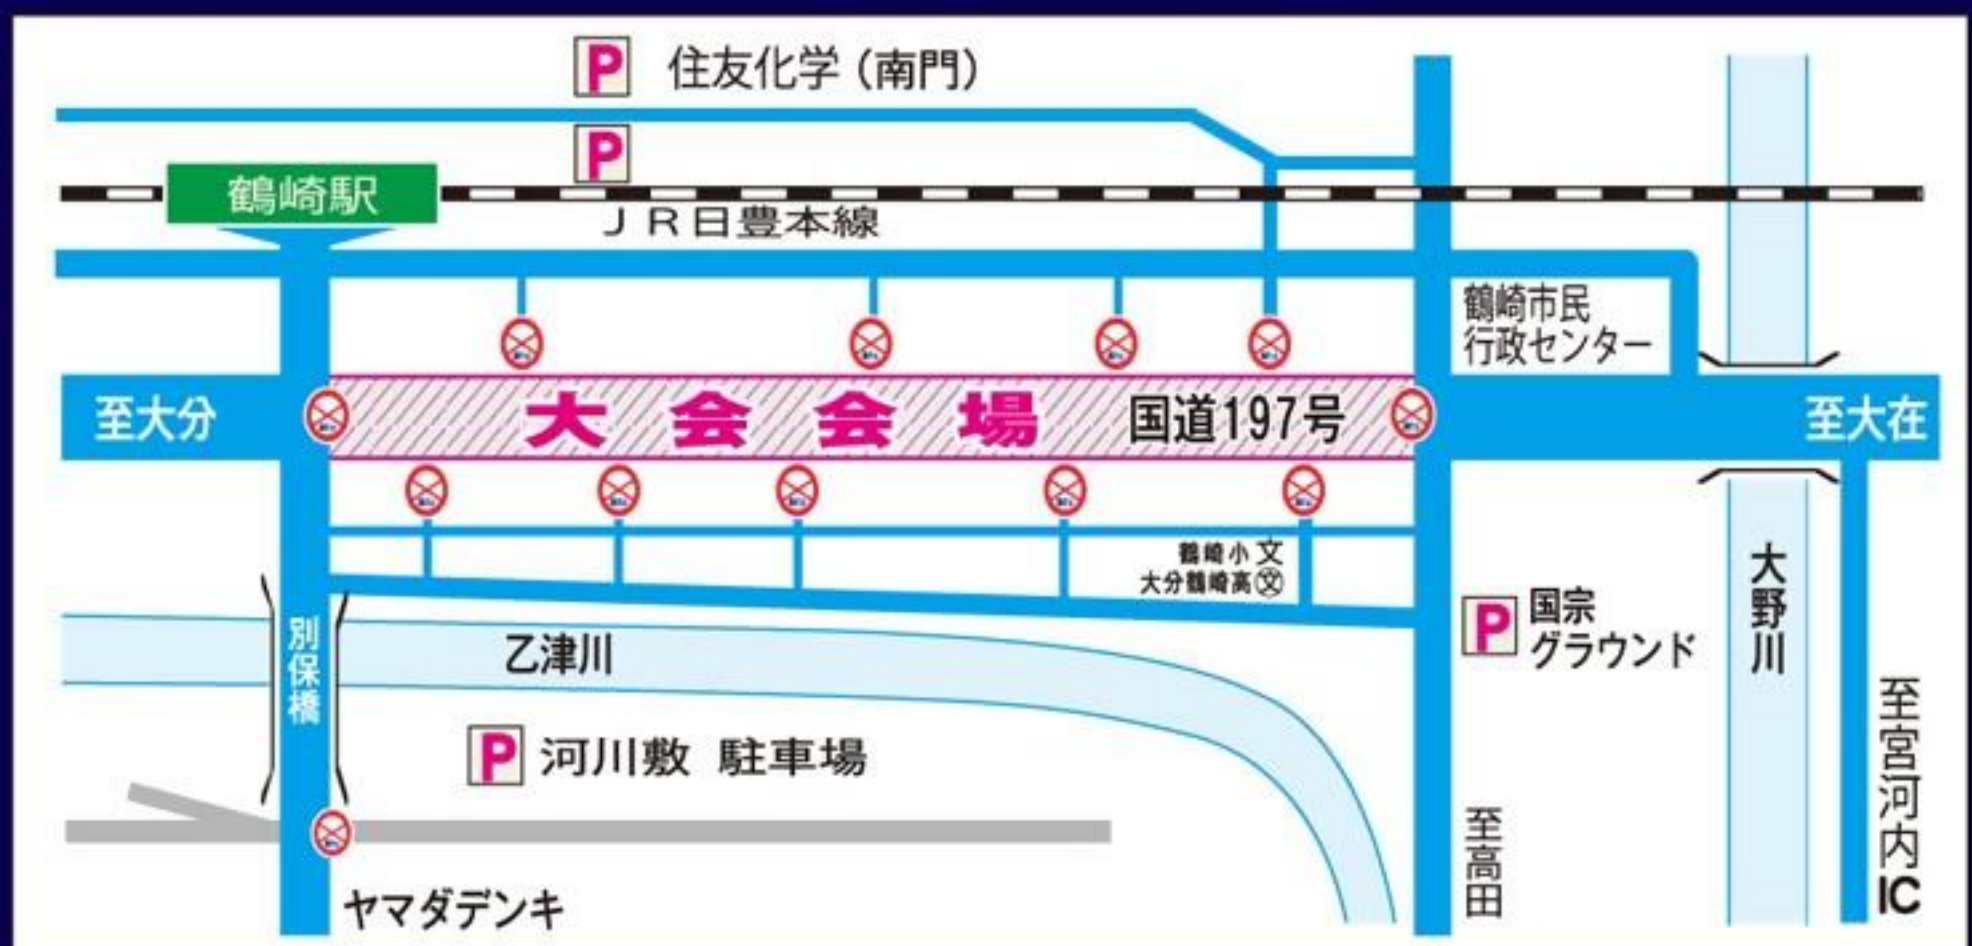 P 住友化学（南門）
P
鶴崎駅
ＪＲ日豊本線
鶴崎市民
行政センター
至大分
大会会場
国道197号
至大在
鶴崎小 文
大分鶴崎高 文
別保橋
乙津川
P 国宗
グラウンド
大野川
P 河川敷 駐車場
至高田
至宮河内IC
ヤマダデンキ